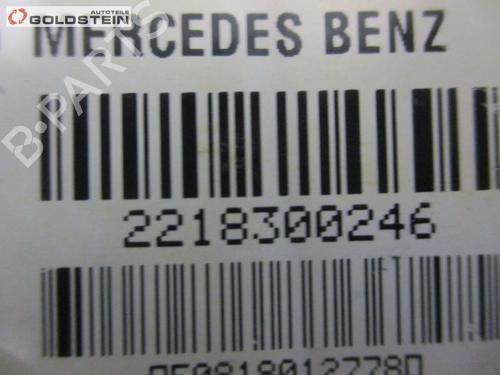 AUTOTEILE
GOLDSTEIN
MERCEDES BENZ
B-PARTS
2218300246